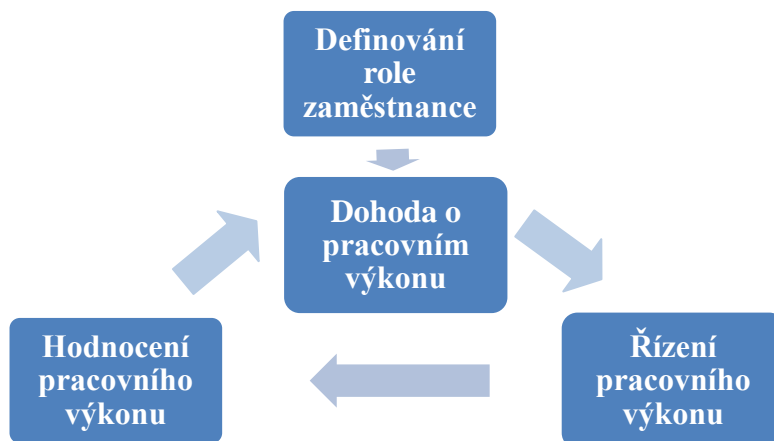 Definování
role
zaměstnance
Dohoda o
pracovním
výkonu
Hodnocení
pracovního
výkonu
Řízení
pracovního
výkonu